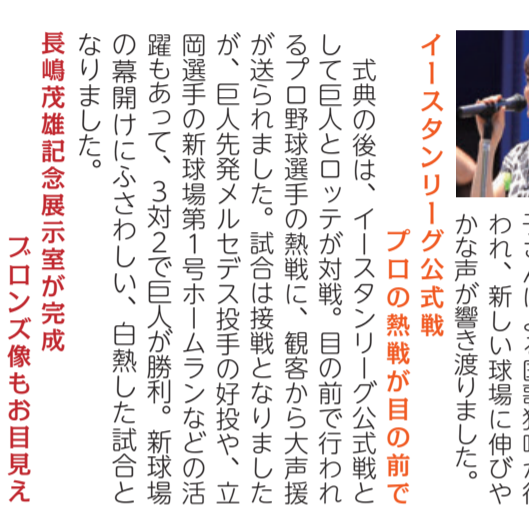 われ、新しい球場に伸びや
かな声が響き渡りました。
イースタンリーグ公式戦
プロの熱戦が目の前で
式典の後は、イースタンリーグ公式戦と
して巨人とロッテが対戦。目の前で行われ
るプロ野球選手の熱戦に、観客から大声援
が送られました。試合は接戦となりました
が、巨人先発メルセデス投手の好投や、立
岡選手の新球場第1号ホームランなどの活
躍もあって、3対2で巨人が勝利。新球場
の幕開けにふさわしい、白熱した試合と
なりました。
長嶋茂雄記念展示室が完成
ブロンズ像もお目見え